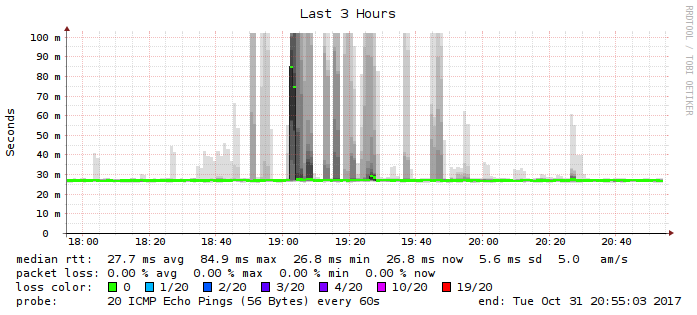 Last 3 Hours
RRDTOOL / TOBI OETIKER
Seconds
100 m
90 m
80 m
70 m
60 m
50 m
40 m
30 m
20 m
10 m
0
18:00 18:20 18:40 19:00 19:20 19:40 20:00 20:20 20:40
median rtt: 27.7 ms avg 84.9 ms max 26.8 ms min 26.8 ms now 5.6 ms sd 5.0 am/s
packet loss: 0.00 % avg 0.00 % max 0.00 % min 0.00 % now
loss color: 0 1/20 2/20 3/20 4/20 10/20 19/20
probe: 20 ICMP Echo Pings (56 Bytes) every 60s end: Tue Oct 31 20:55:03 2017